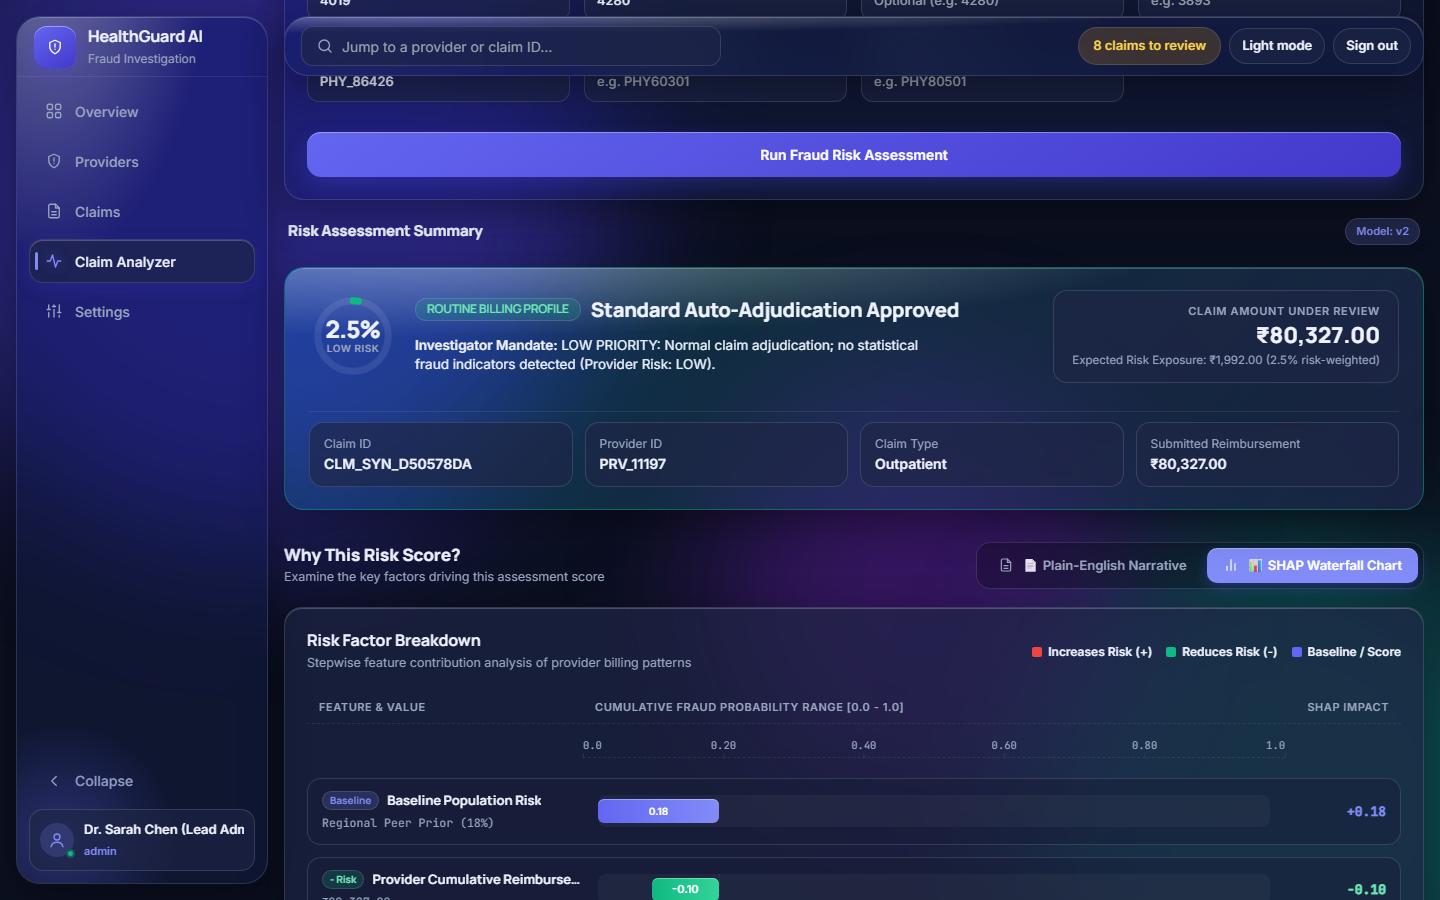 HealthGuard AI
Fraud Investigation
Overview
Providers
Claims
Claim Analyzer
Settings
Collapse
Dr. Sarah Chen (Lead Adn
admin
4019
4280
Optional (e.g. 4280)
e.g. 3893
Jump to a provider or claim ID...
8 claims to review
Light mode
Sign out
PHY_86426
e.g. PHY60301
e.g. PHY80501
Run Fraud Risk Assessment
Risk Assessment Summary
Model: v2
2.5%
LOW RISK
ROUTINE BILLING PROFILE
Standard Auto-Adjudication Approved
Investigator Mandate: LOW PRIORITY: Normal claim adjudication; no statistical
fraud indicators detected (Provider Risk: LOW).
CLAIM AMOUNT UNDER REVIEW
₹80,327.00
Expected Risk Exposure: ₹1,992.00 (2.5% risk-weighted)
Claim ID
CLM_SYN_D50578DA
Provider ID
PRV_11197
Claim Type
Outpatient
Submitted Reimbursement
₹80,327.00
Why This Risk Score?
Examine the key factors driving this assessment score
Plain-English Narrative
SHAP Waterfall Chart
Risk Factor Breakdown
Stepwise feature contribution analysis of provider billing patterns
Increases Risk (+)
Reduces Risk (-)
Baseline / Score
FEATURE & VALUE
CUMULATIVE FRAUD PROBABILITY RANGE [0.0 - 1.0]
SHAP IMPACT
0.0
0.20
0.40
0.60
0.80
1.0
Baseline
Baseline Population Risk
Regional Peer Prior (18%)
0.18
+0.18
- Risk
Provider Cumulative Reimburse...
-0.10
-0.10